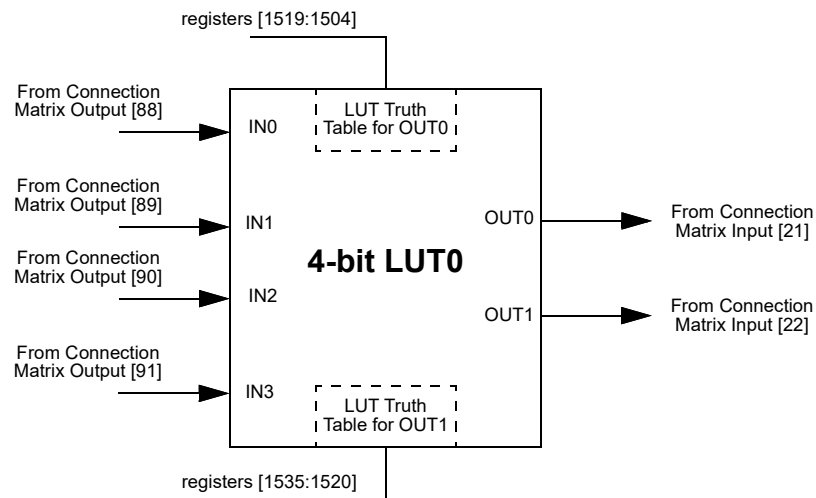 registers [1519:1504]
From Connection
Matrix Output [88]
LUT Truth
Table for OUT0
IN0
From Connection
Matrix Output [89]
IN1
OUT0
From Connection
Matrix Input [21]
From Connection
Matrix Output [90]
4-bit LUT0
IN2
OUT1
From Connection
Matrix Input [22]
From Connection
Matrix Output [91]
IN3
LUT Truth
Table for OUT1
registers [1535:1520]